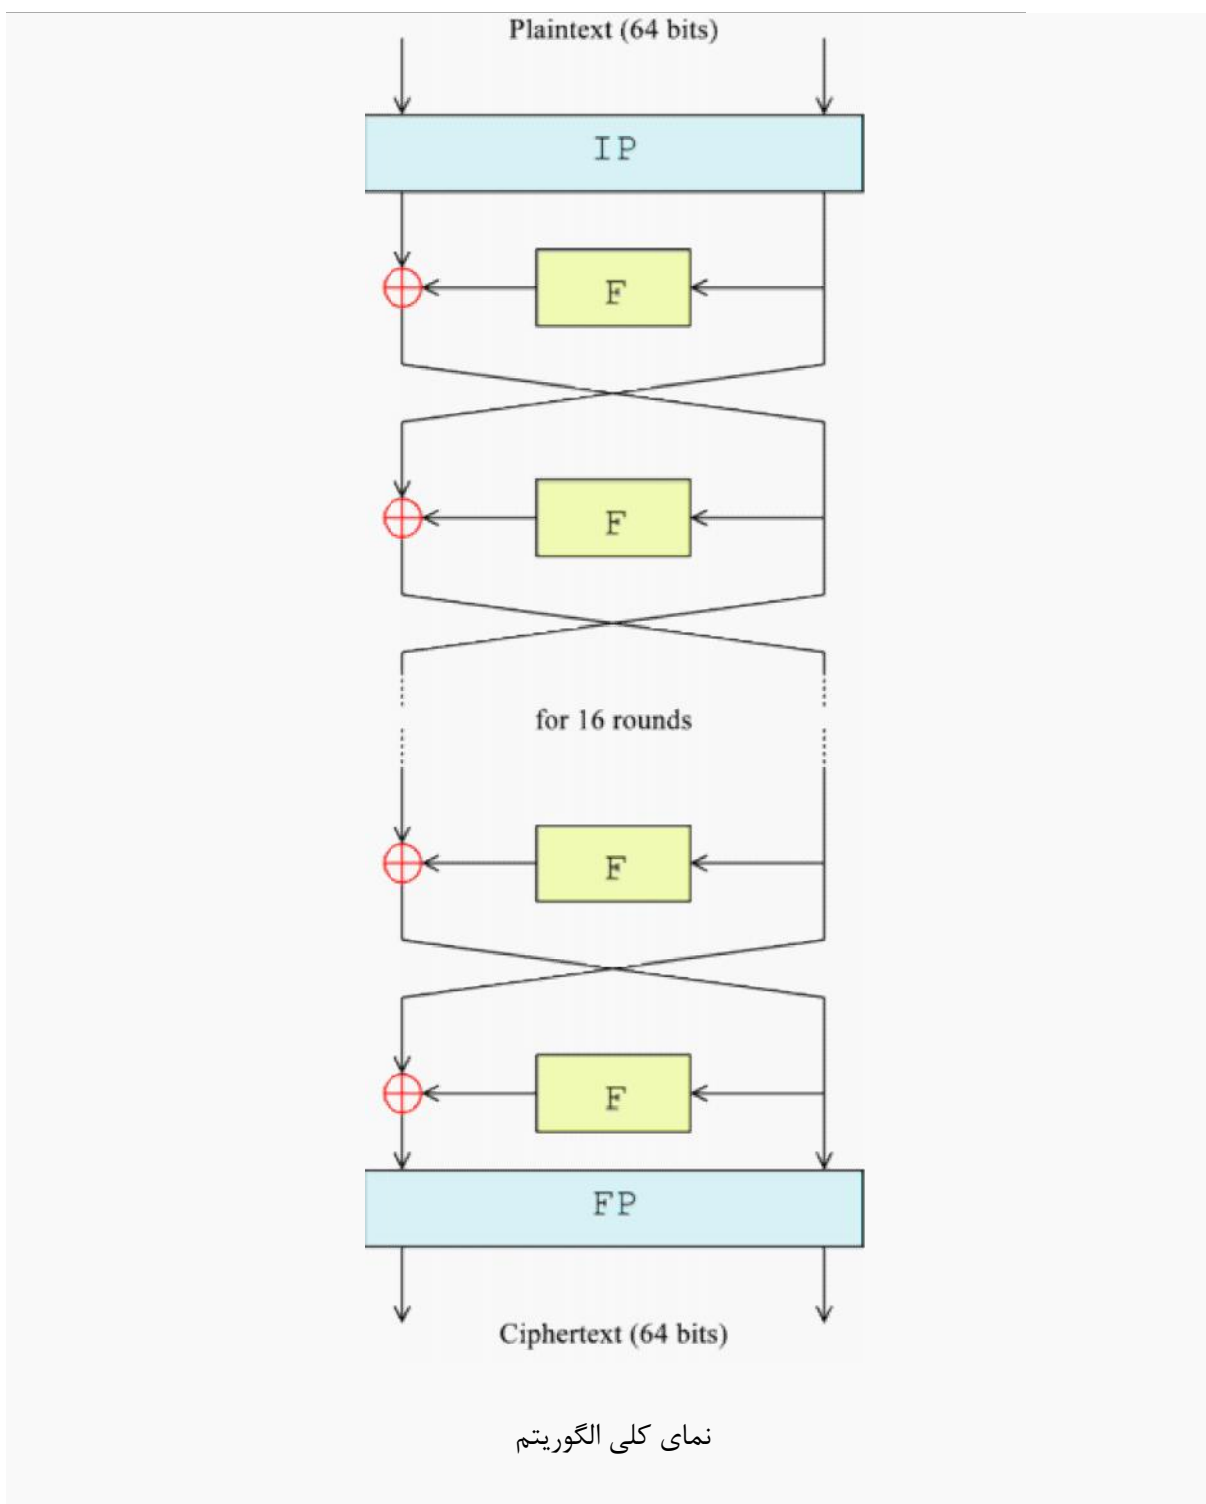 Plaintext (64 bits)
IP
F
F
for 16 rounds
F
F
FP
Ciphertext (64 bits)
نمای کلی الگوریتم